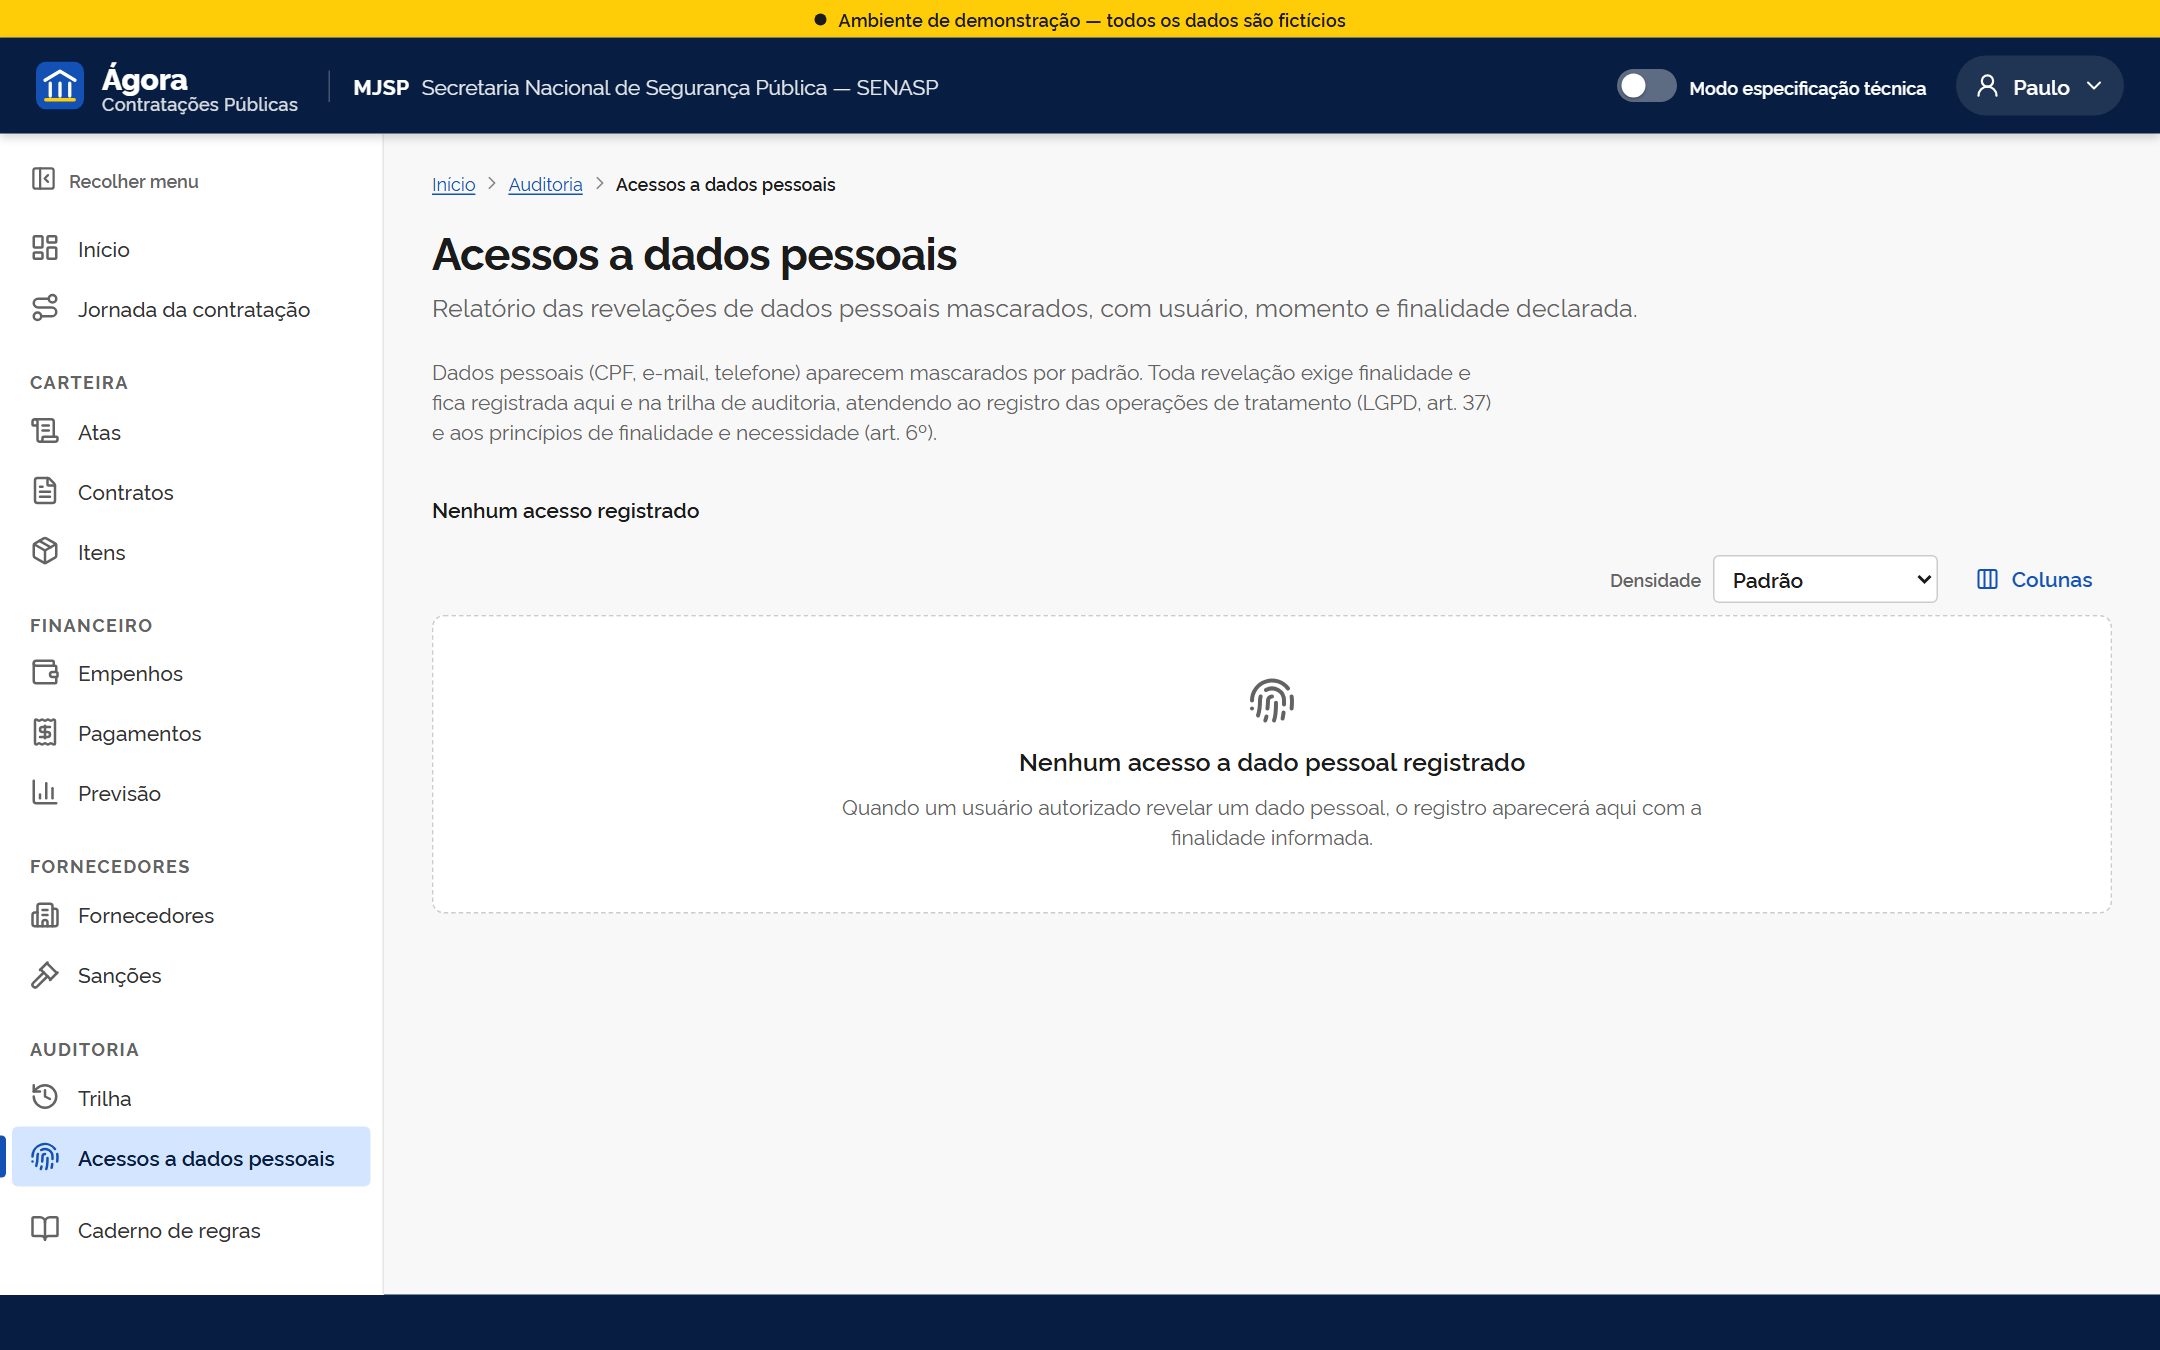 Ambiente de demonstração — todos os dados são fictícios
Ágora
Contratações Públicas
MJSP Secretaria Nacional de Segurança Pública — SENASP
Modo especificação técnica
Paulo
Recolher menu
Início
Jornada da contratação
CARTEIRA
Atas
Contratos
Itens
FINANCEIRO
Empenhos
Pagamentos
Previsão
FORNECEDORES
Fornecedores
Sanções
AUDITORIA
Trilha
Acessos a dados pessoais
Caderno de regras
Início > Auditoria > Acessos a dados pessoais
Acessos a dados pessoais
Relatório das revelações de dados pessoais mascarados, com usuário, momento e finalidade declarada.
Dados pessoais (CPF, e-mail, telefone) aparecem mascarados por padrão. Toda revelação exige finalidade e
fica registrada aqui e na trilha de auditoria, atendendo ao registro das operações de tratamento (LGPD, art. 37)
e aos princípios de finalidade e necessidade (art. 6º).
Nenhum acesso registrado
Densidade Padrão Colunas
Nenhum acesso a dado pessoal registrado
Quando um usuário autorizado revelar um dado pessoal, o registro aparecerá aqui com a
finalidade informada.